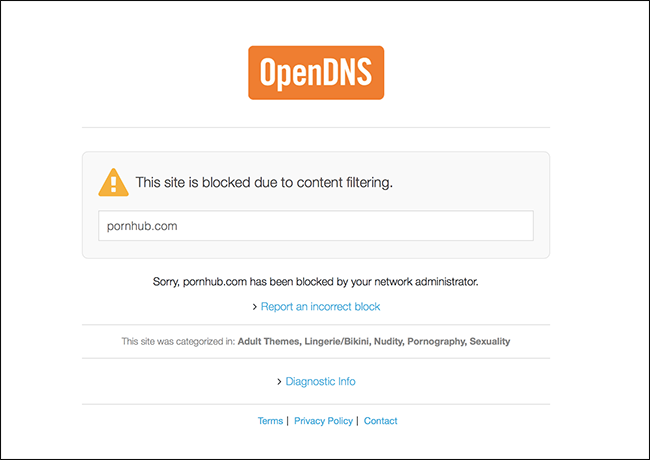 OpenDNS
This site is blocked due to content filtering.
pornhub.com
Sorry, pornhub.com has been blocked by your network administrator.
> Report an incorrect block
This site was categorized in: Adult Themes, Lingerie/Bikini, Nudity, Pornography, Sexuality
> Diagnostic Info
Terms | Privacy Policy | Contact